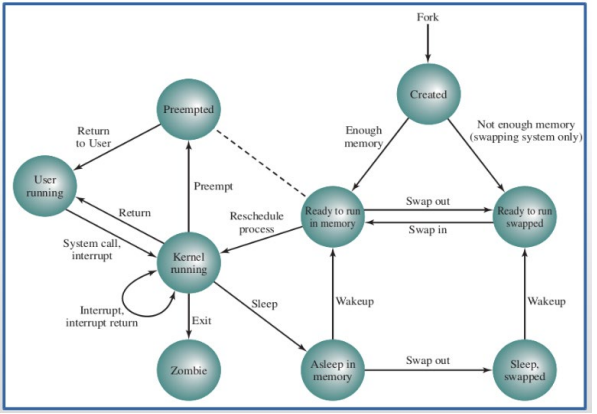 Fork
Created
Preempted
Not enough memory
(swapping system only)
Enough
memory
Return
to User
User
running
Preempt
Return
Reschedule
process
Ready to run
in memory
Swap out
Swap in
Ready to run
swapped
System call,
interrupt
Kernel
running
Interrupt,
interrupt return
Sleep
Exit
Wakeup
Wakeup
Zombie
Asleep in
memory
Swap out
Sleep,
swapped